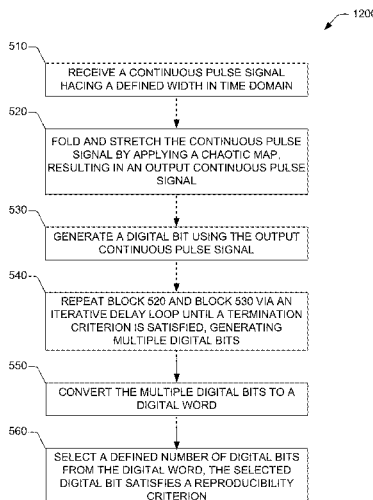 1200
510
RECEIVE A CONTINUOUS PULSE SIGNAL
HACING A DEFINED WIDTH IN TIME DOMAIN
520
FOLD AND STRETCH THE CONTINUOUS PULSE
SIGNAL BY APPLYING A CHAOTIC MAP,
RESULTING IN AN OUTPUT CONTINUOUS PULSE
SIGNAL
530
GENERATE A DIGITAL BIT USING THE OUTPUT
CONTINUOUS PULSE SIGNAL
540
REPEAT BLOCK 520 AND BLOCK 530 VIA AN
ITERATIVE DELAY LOOP UNTIL A TERMINATION
CRITERION IS SATISFIED, GENERATING
MULTIPLE DIGITAL BITS
550
CONVERT THE MULTIPLE DIGITAL BITS TO A
DIGITAL WORD
560
SELECT A DEFINED NUMBER OF DIGITAL BITS
FROM THE DIGITAL WORD, THE SELECTED
DIGITAL BIT SATISFIES A REPRODUCIBILITY
CRITERION